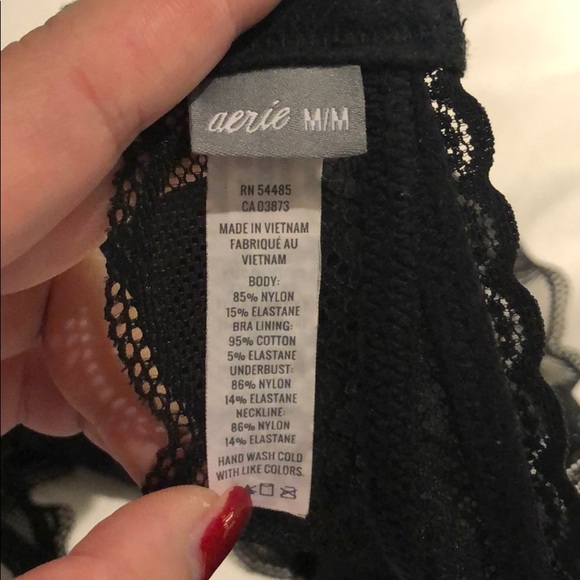 aerie M/M
RN 54485
CA 03873
MADE IN VIETNAM
FABRIQUÉ AU
VIETNAM
BODY:
85% NYLON
15% ELASTANE
BRA LINING:
95% COTTON
5% ELASTANE
UNDERBUST:
86% NYLON
14% ELASTANE
NECKLINE:
86% NYLON
14% ELASTANE
HAND WASH COLD
WITH LIKE COLORS.